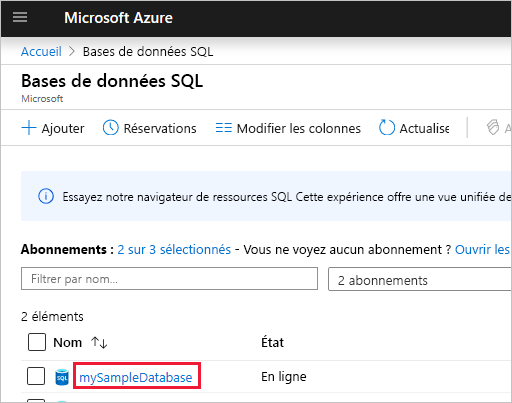 Microsoft Azure
Accueil > Bases de données SQL
Bases de données SQL
Microsoft
Ajouter Réservations Modifier les colonnes Actualise
Essayez notre navigateur de ressources SQL Cette expérience offre une vue unifiée de
Abonnements : 2 sur 3 sélectionnés - Vous ne voyez aucun abonnement ? Ouvrir les
Filtrer par nom... 2 abonnements
2 éléments
Nom État
SQL mySampleDatabase En ligne